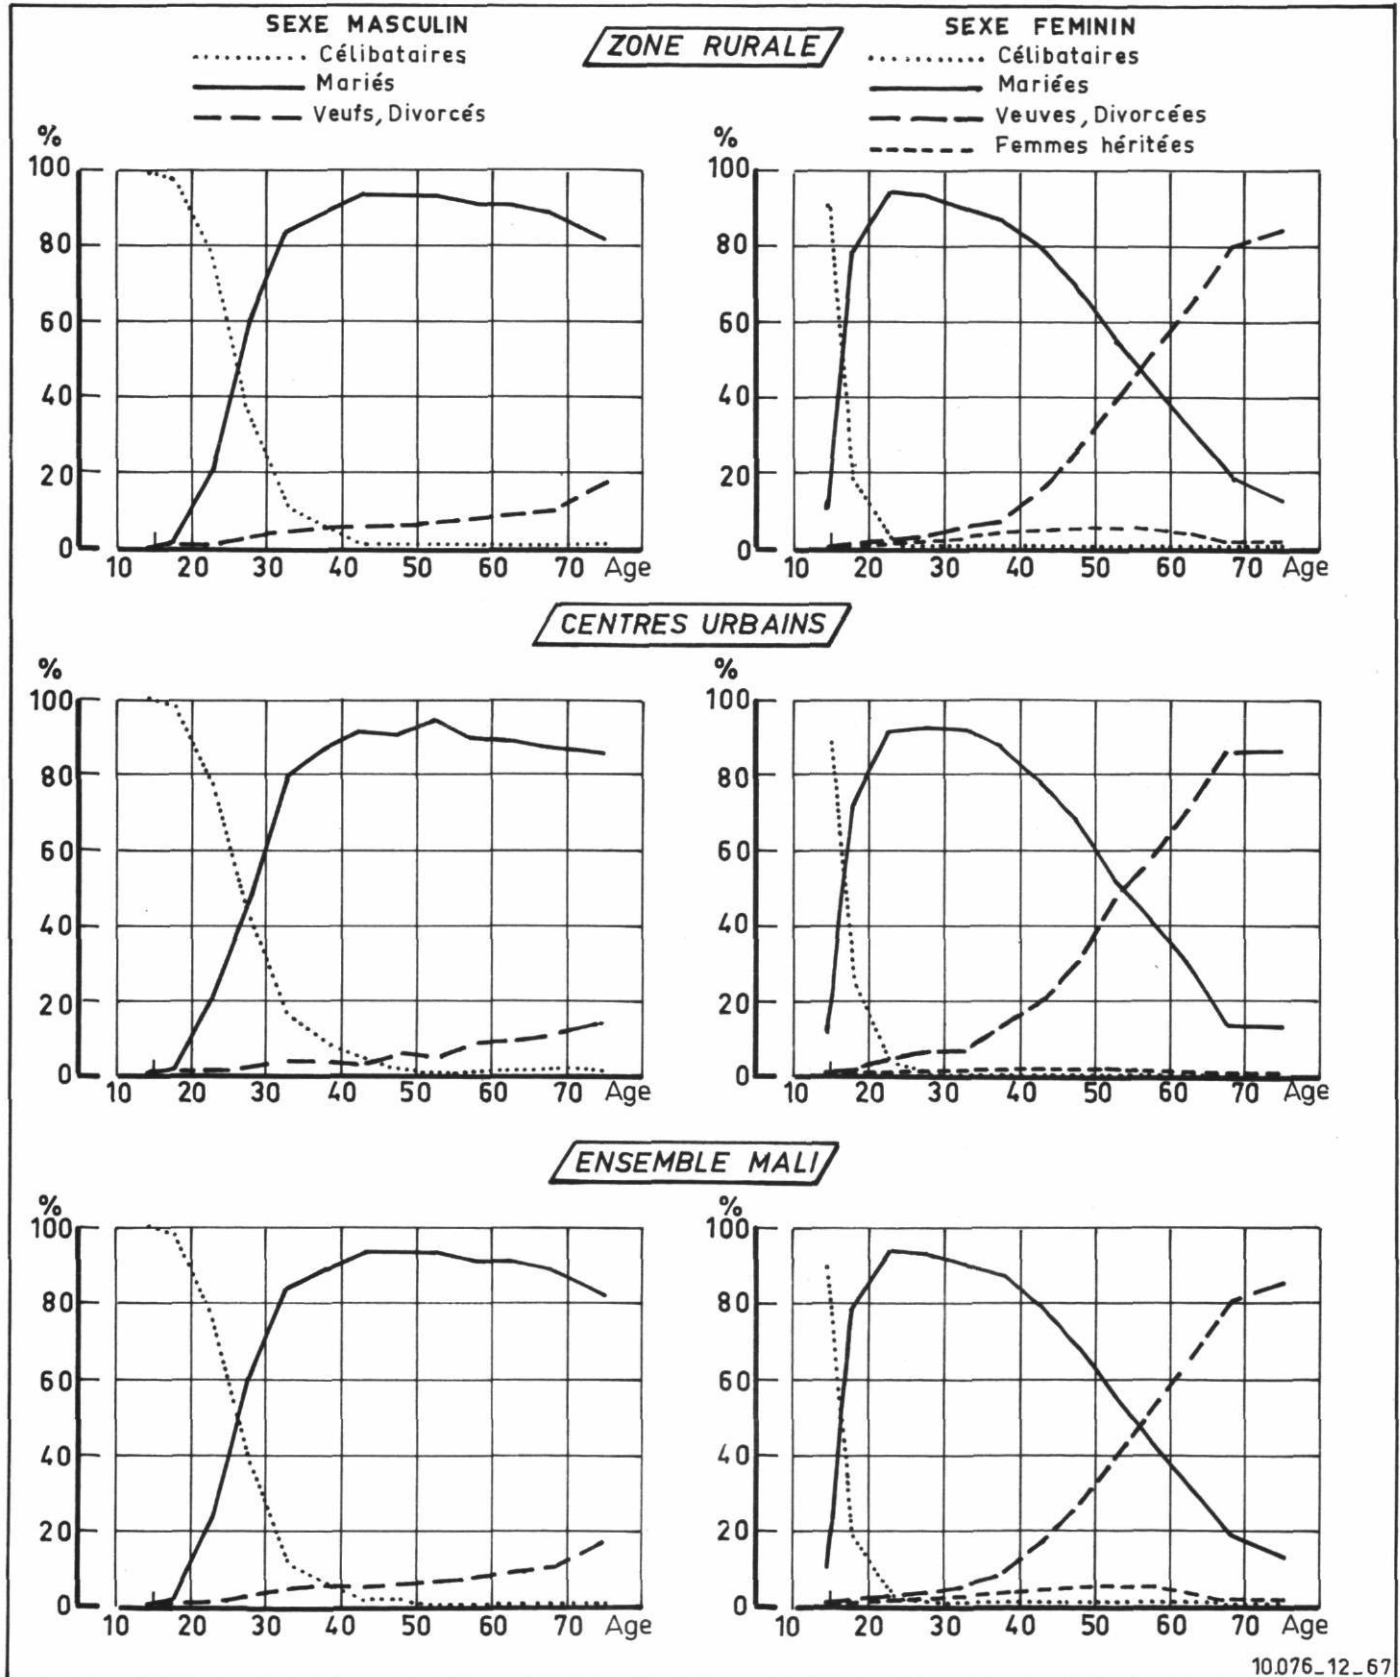 SEXE MASCULIN
Célibataires
Mariés
Veufs, Divorcés
ZONE RURALE
SEXE FEMININ
Célibataires
Mariées
Veuves, Divorcées
Femmes héritées
%
100
80
60
40
20
0
10 20 30 40 50 60 70 Age
%
100
80
60
40
20
0
10 20 30 40 50 60 70 Age
CENTRES URBAINS
%
100
80
60
40
20
0
10 20 30 40 50 60 70 Age
%
100
80
60
40
20
0
10 20 30 40 50 60 70 Age
ENSEMBLE MALI
%
100
80
60
40
20
0
10 20 30 40 50 60 70 Age
%
100
80
60
40
20
0
10 20 30 40 50 60 70 Age
10.076_12_67